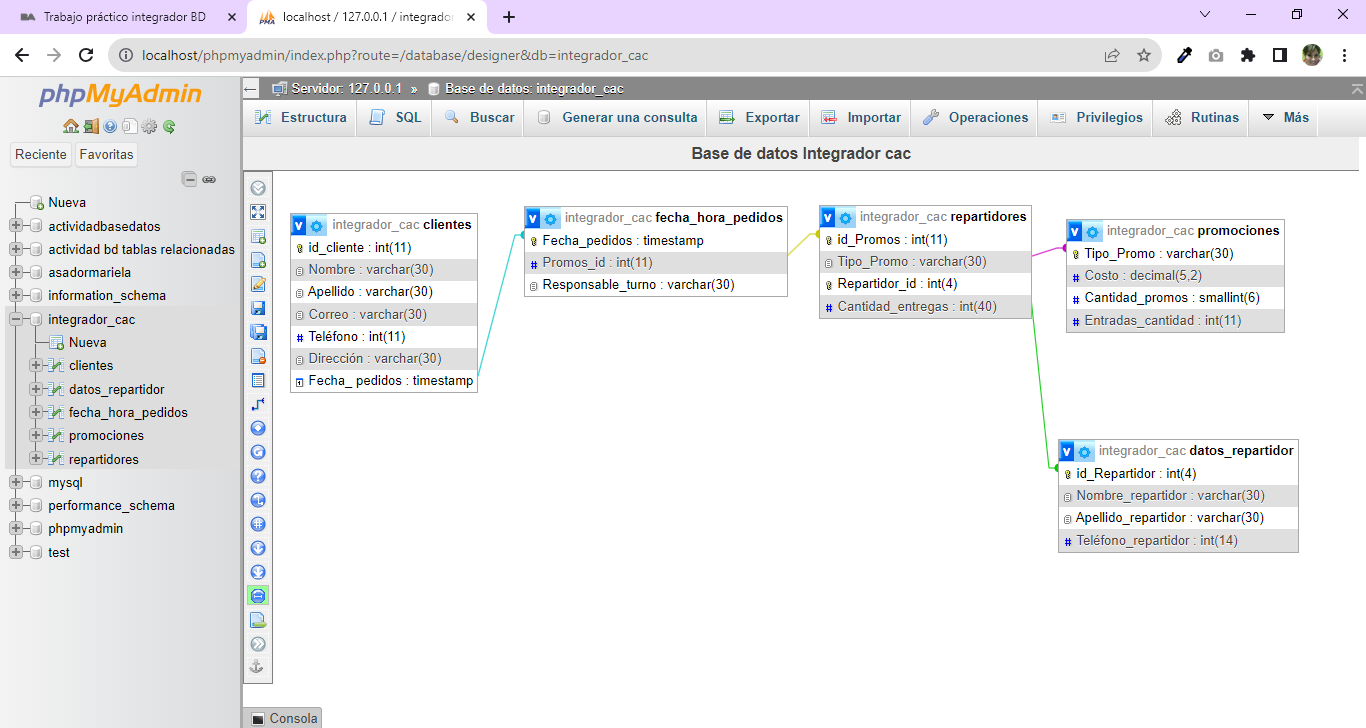 Trabajo práctico integrador BD
localhost / 127.0.0.1 / integrador
localhost/phpmyadmin/index.php?route=/database/designer&db=integrador_cac
phpMyAdmin
Reciente
Favoritas
Nueva
actividadbasedatos
actividad bd tablas relacionadas
asadormariela
information_schema
integrador_cac
Nueva
clientes
datos_repartidor
fecha_hora_pedidos
promociones
repartidores
mysql
performance_schema
phpmyadmin
test
Servidor: 127.0.0.1 » Base de datos: integrador_cac
Estructura
SQL
Buscar
Generar una consulta
Exportar
Importar
Operaciones
Privilegios
Rutinas
Más
Base de datos Integrador cac
integrador_cac clientes
id_cliente : int(11)
Nombre : varchar(30)
Apellido : varchar(30)
Correo : varchar(30)
Teléfono : int(11)
Dirección : varchar(30)
Fecha_ pedidos : timestamp
integrador_cac fecha_hora_pedidos
Fecha_pedidos : timestamp
Promos_id : int(11)
Responsable_turno : varchar(30)
integrador_cac repartidores
id_Promos : int(11)
Tipo_Promo : varchar(30)
Repartidor_id : int(4)
Cantidad_entregas : int(40)
integrador_cac promociones
Tipo_Promo : varchar(30)
Costo : decimal(5,2)
Cantidad_promos : smallint(6)
Entradas_cantidad : int(11)
integrador_cac datos_repartidor
id_Repartidor : int(4)
Nombre_repartidor : varchar(30)
Apellido_repartidor : varchar(30)
Teléfono_repartidor : int(14)
Consola